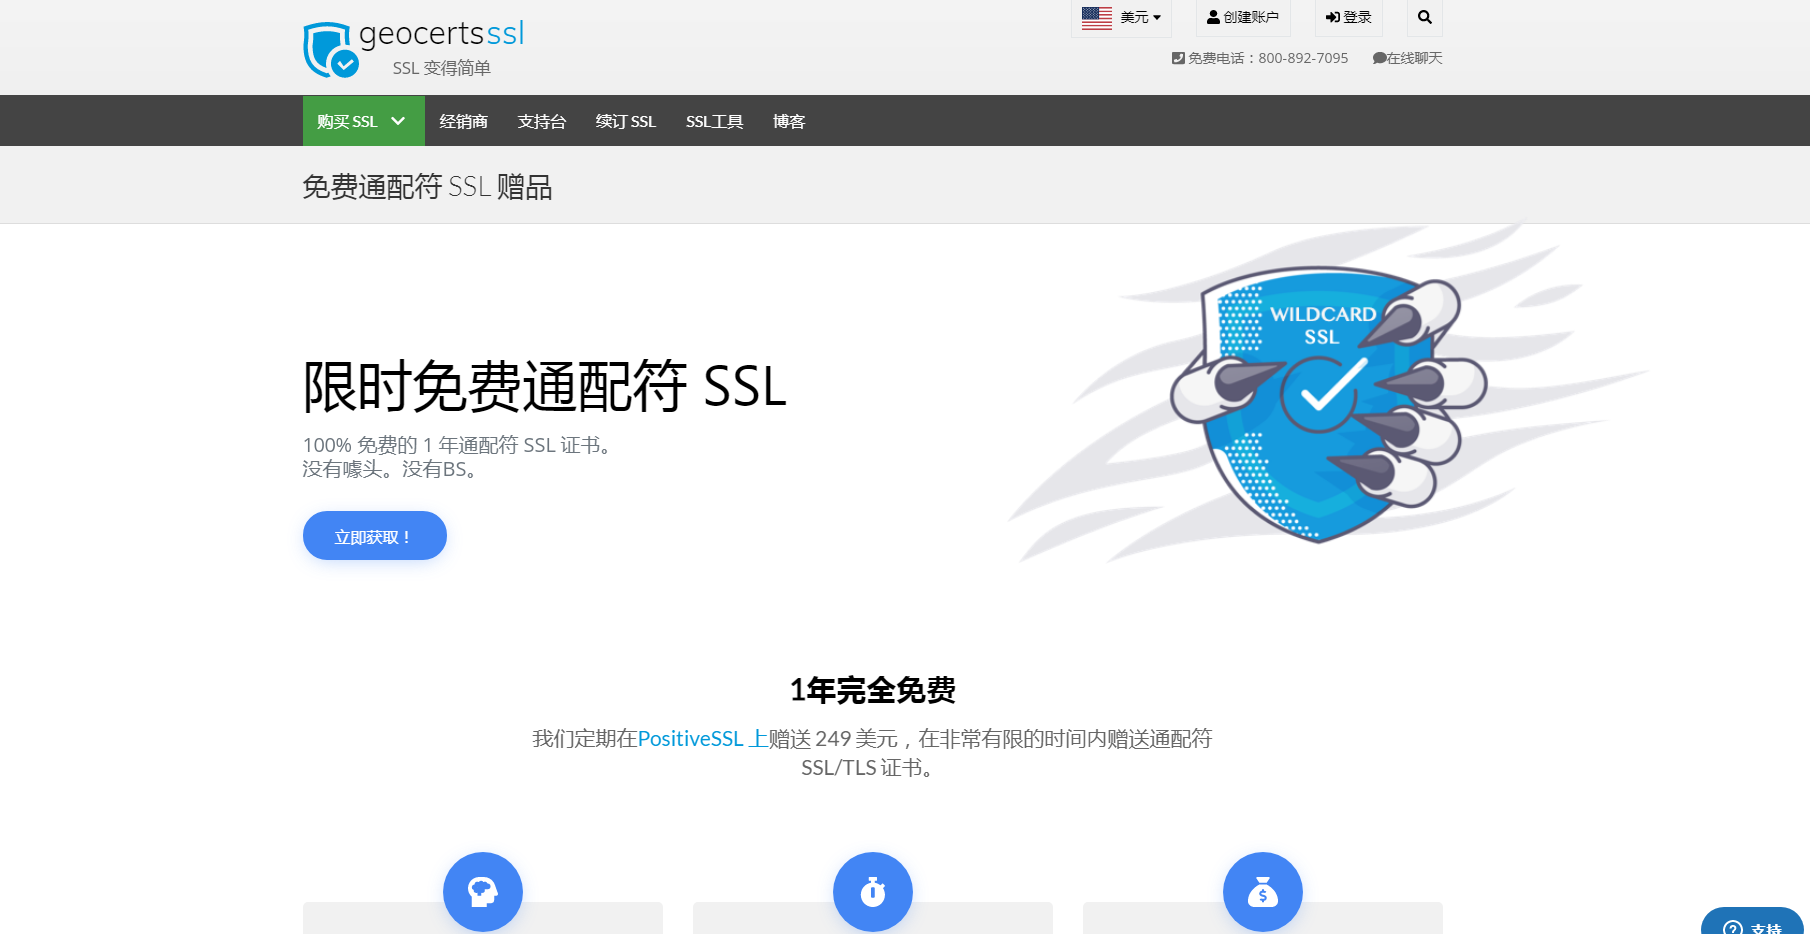 geocertsssl
SSL 变得简单
美元
创建账户
登录
免费电话：800-892-7095
在线聊天
购买 SSL
经销商
支持台
续订 SSL
SSL工具
博客
免费通配符 SSL 赠品
WILDCARD
SSL
限时免费通配符 SSL
100% 免费的 1 年通配符 SSL 证书。
没有噱头。没有BS。
立即获取！
1年完全免费
我们定期在PositiveSSL 上赠送 249 美元，在非常有限的时间内赠送通配符
SSL/TLS 证书。
支持